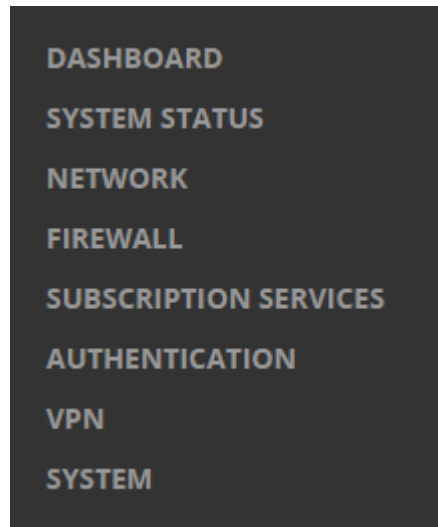 DASHBOARD
SYSTEM STATUS
NETWORK
FIREWALL
SUBSCRIPTION SERVICES
AUTHENTICATION
VPN
SYSTEM